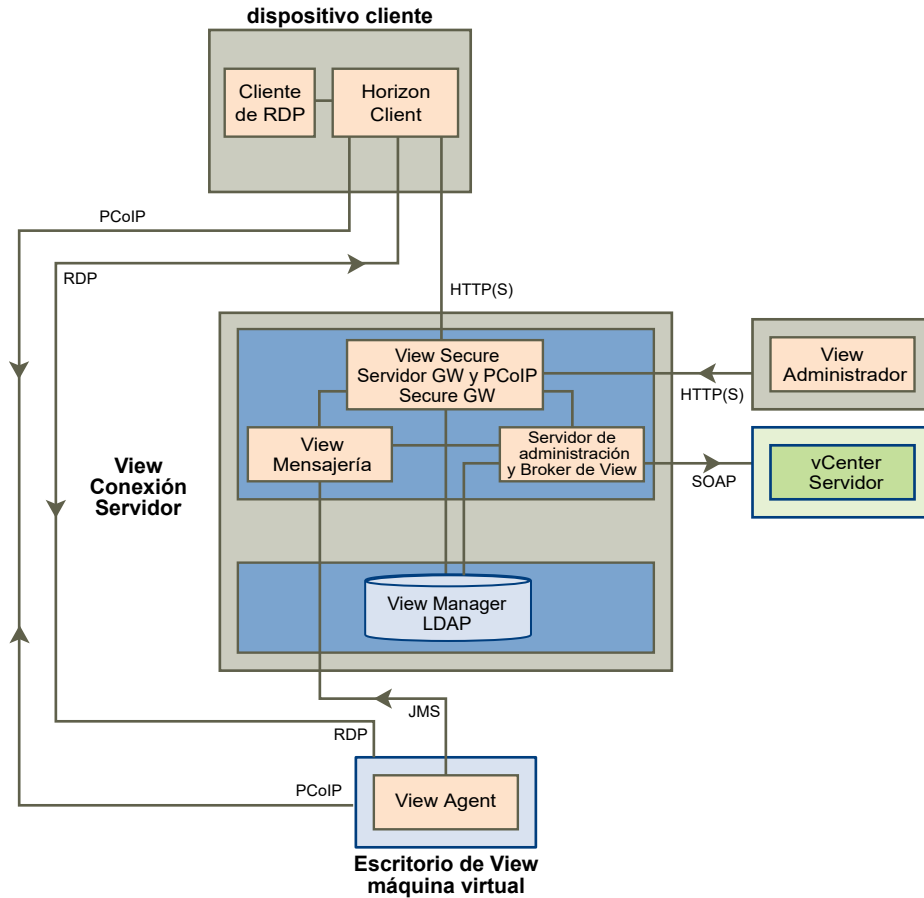 dispositivo cliente
Cliente
de RDP
Horizon
Client
PCoIP
RDP
HTTP(S)
View Secure
Servidor GW y PCoIP
Secure GW
View
Administrador
HTTP(S)
View
Mensajería
Servidor de
administración
y Broker de View
SOAP
vCenter
Servidor
View
Conexión
Servidor
View Manager
LDAP
JMS
RDP
PCoIP
View Agent
Escritorio de View
máquina virtual